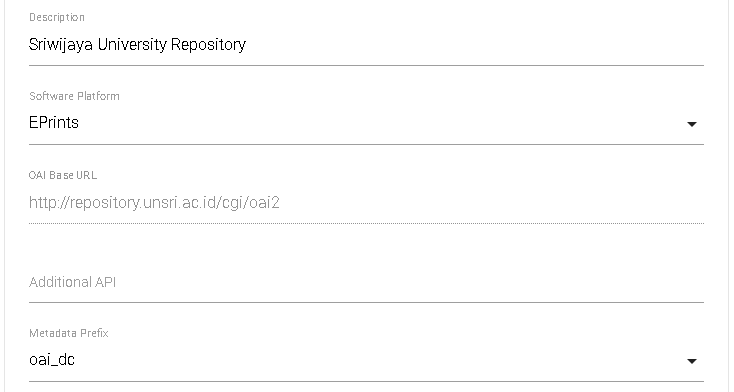 Description
Sriwijaya University Repository
Software Platform
EPrints
OAI Base URL
http://repository.unsri.ac.id/cgi/oai2
Additional API
Metadata Prefix
oai_dc